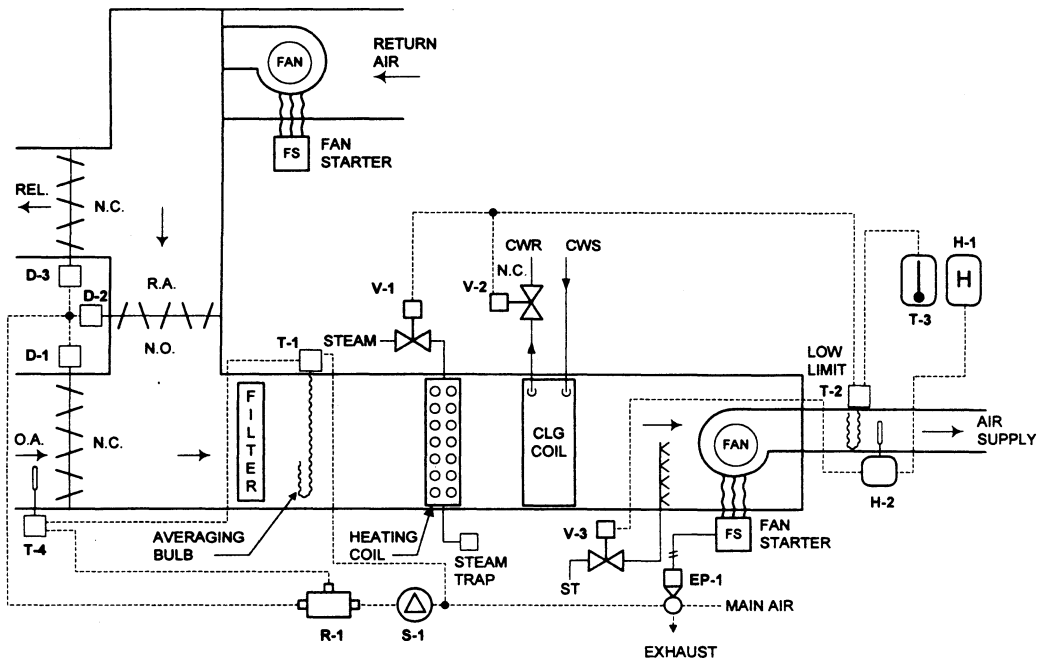 RETURN
AIR
FAN
FS
FAN
STARTER
REL.
N.C.
D-3
D-2
R.A.
N.O.
D-1
CWR
CWS
N.C.
V-1
V-2
H-1
H
T-3
STEAM
T-1
LOW
LIMIT
T-2
FILTER
O.A.
N.C.
CLG
COIL
FAN
AIR
SUPPLY
H-2
T-4
AVERAGING
BULB
HEATING
COIL
STEAM
TRAP
V-3
ST
FS
FAN
STARTER
EP-1
MAIN AIR
R-1
S-1
EXHAUST